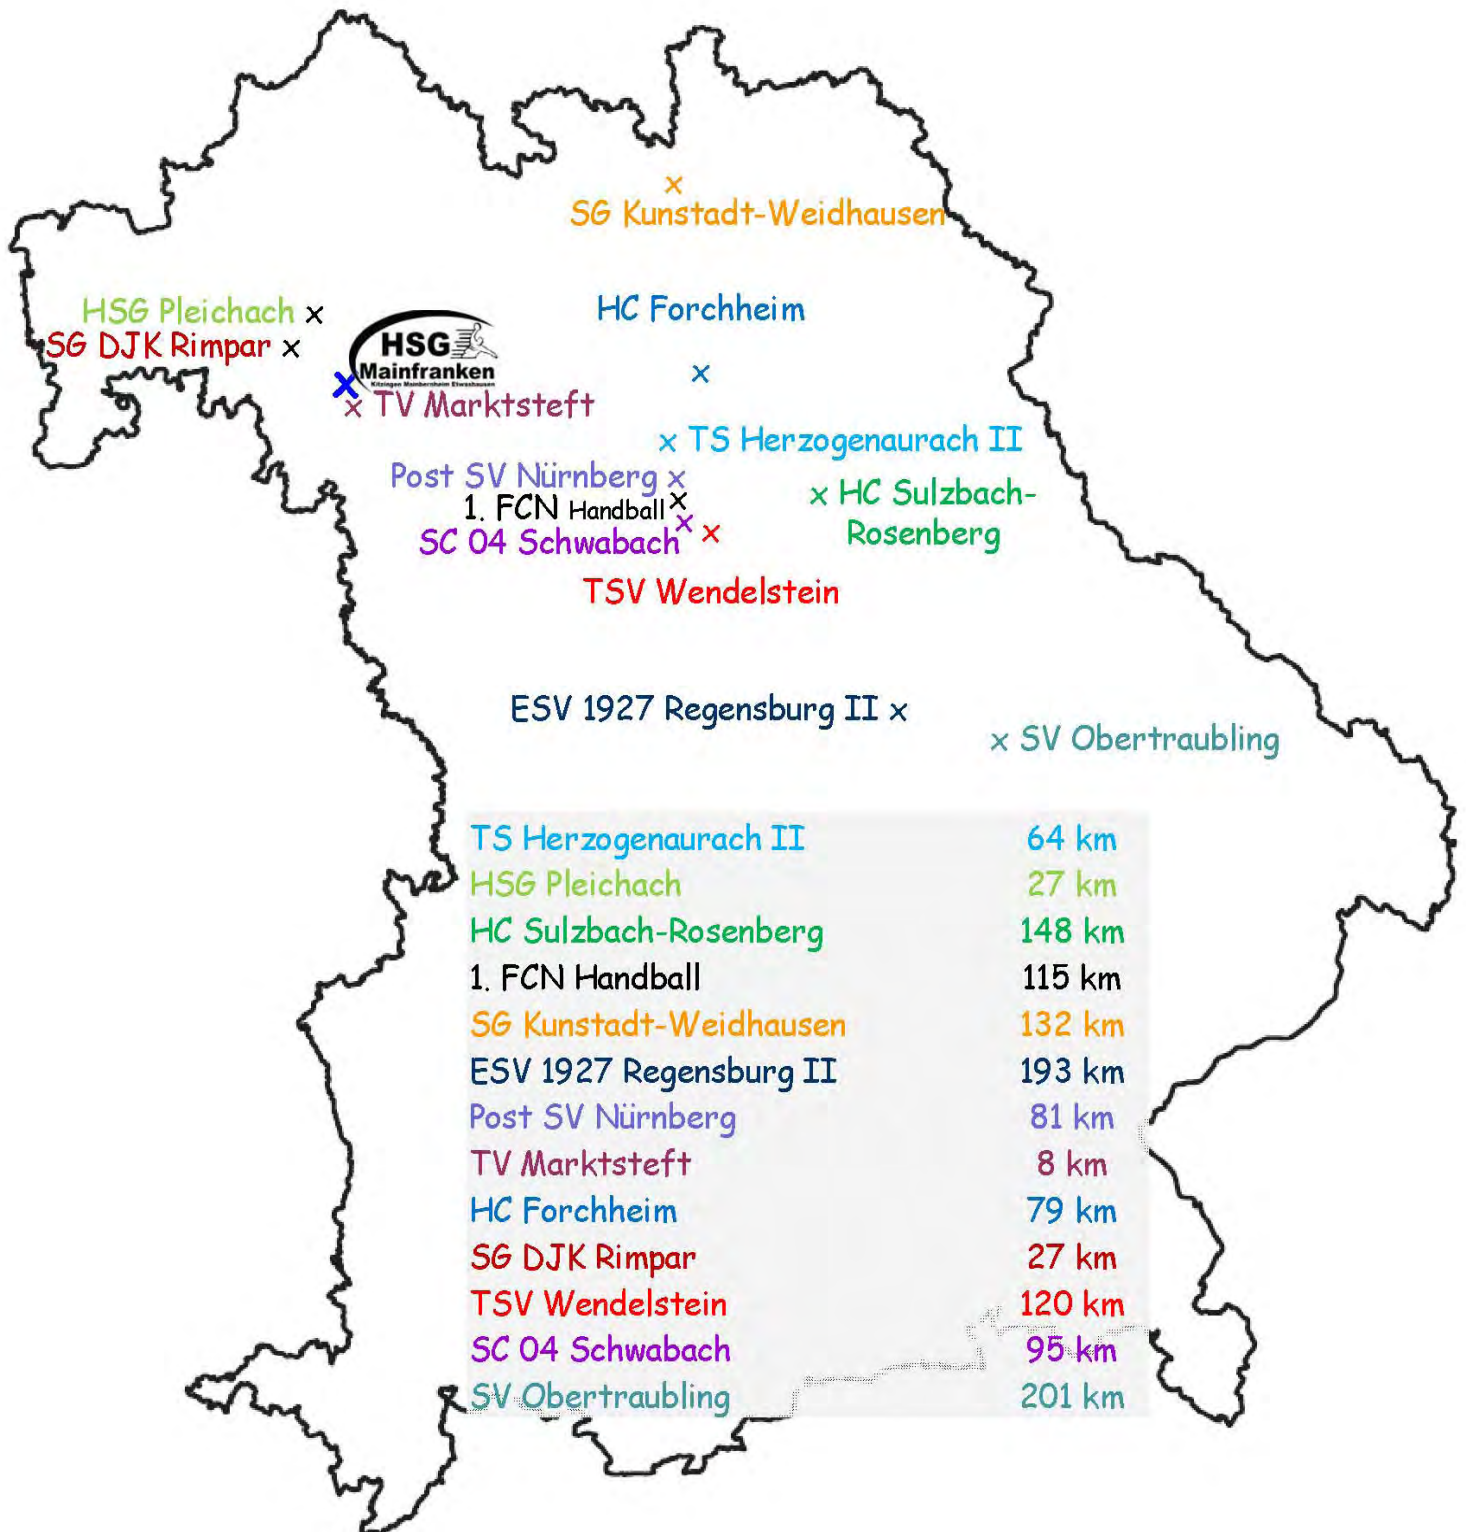 SG Kunstadt-Weidhausen
HSG Pleichach
HC Forchheim
SG DJK Rimpar
HSG
Mainfranken
Kitzingen Mainbernheim Etwashausen
TV Marktsteft
TS Herzogenaurach II
Post SV Nürnberg
HC Sulzbach-
Rosenberg
1. FCN Handball
SC 04 Schwabach
TSV Wendelstein
ESV 1927 Regensburg II
SV Obertraubling
TS Herzogenaurach II 64 km
HSG Pleichach 27 km
HC Sulzbach-Rosenberg 148 km
1. FCN Handball 115 km
SG Kunstadt-Weidhausen 132 km
ESV 1927 Regensburg II 193 km
Post SV Nürnberg 81 km
TV Marktsteft 8 km
HC Forchheim 79 km
SG DJK Rimpar 27 km
TSV Wendelstein 120 km
SC 04 Schwabach 95 km
SV Obertraubling 201 km